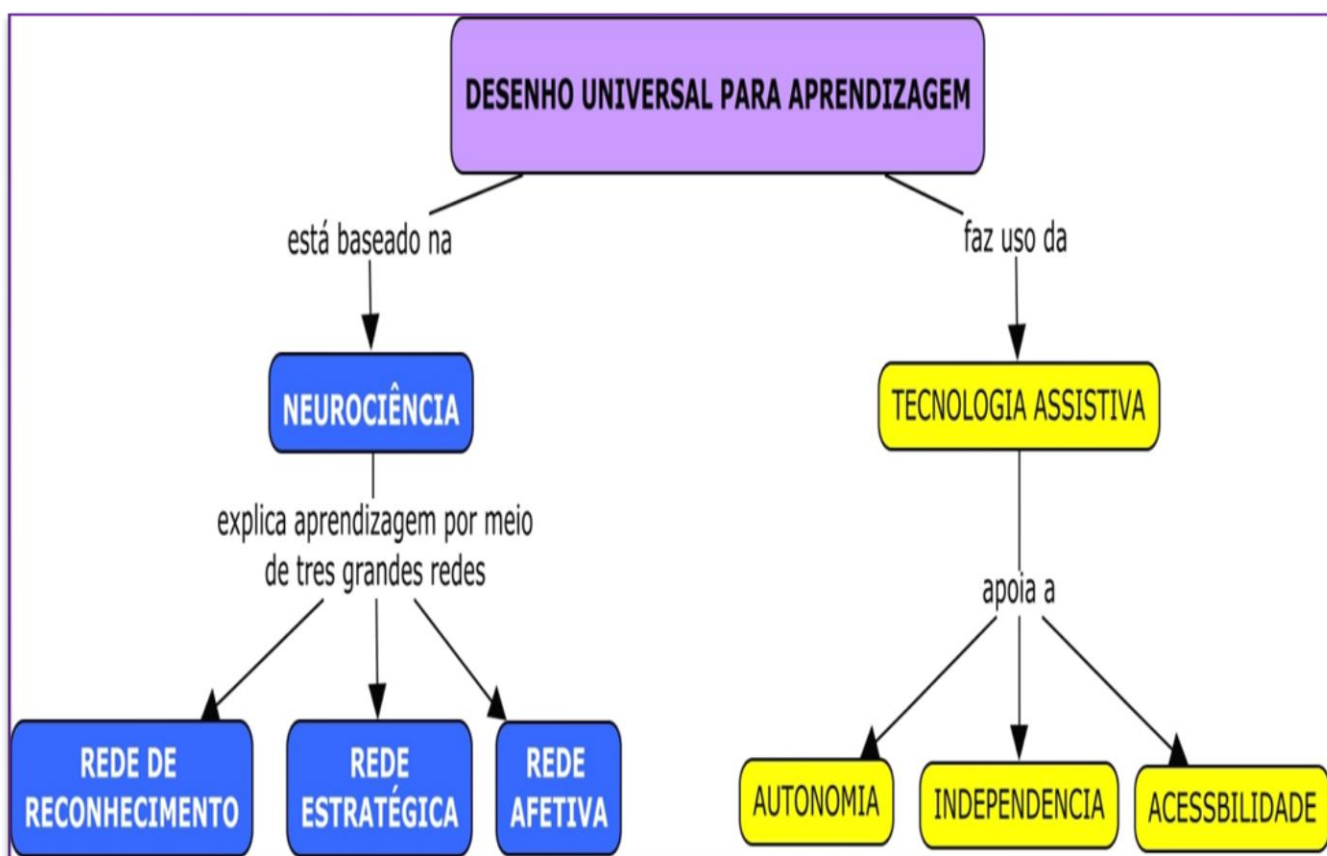 DESENHO UNIVERSAL PARA APRENDIZAGEM
está baseado na
faz uso da
NEUROCIÊNCIA
TECNOLOGIA ASSISTIVA
explica aprendizagem por meio
de tres grandes redes
apoia a
REDE DE
RECONHECIMENTO
REDE
ESTRATÉGICA
REDE
AFETIVA
AUTONOMIA
INDEPENDENCIA
ACESSBILIDADE